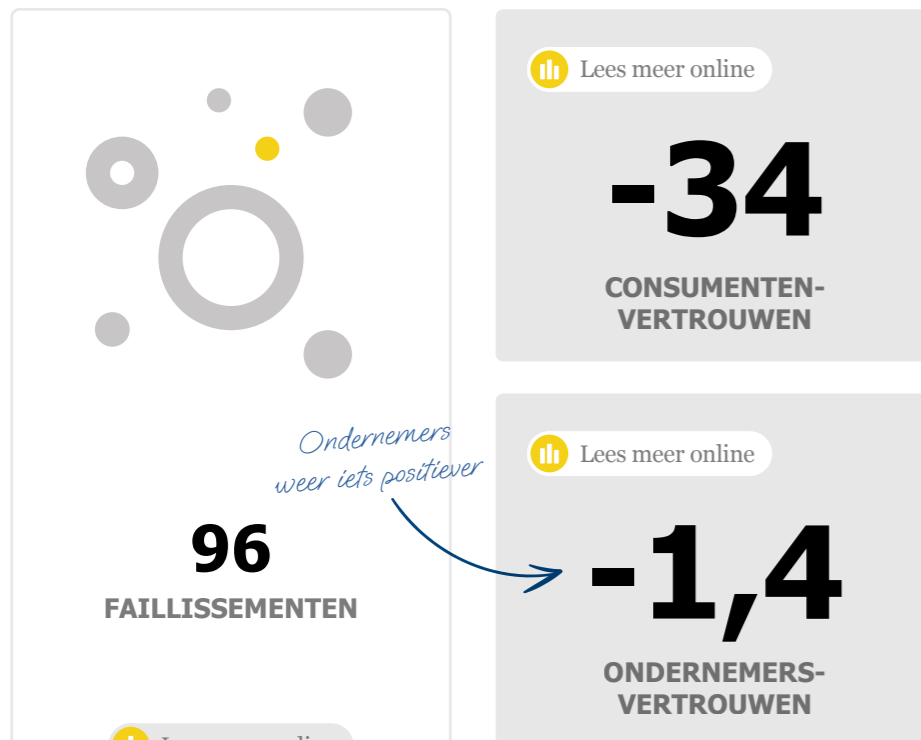 Lees meer online
-34
CONSUMENTEN-
VERTROUWEN
Ondernemers
weer iets positiever
96
FAILLISSEMENTEN
Lees meer online
-1,4
ONDERNEMERS-
VERTROUWEN